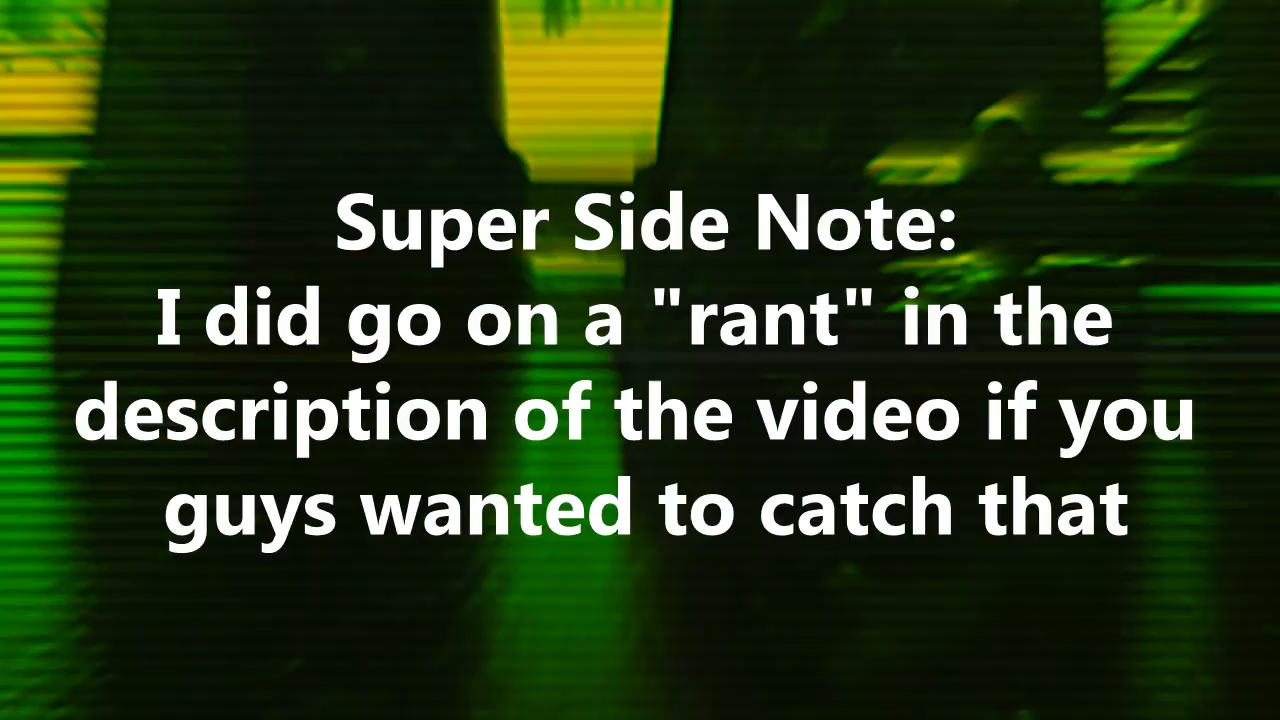 Super Side Note:
I did go on a "rant" in the
description of the video if you
guys wanted to catch that